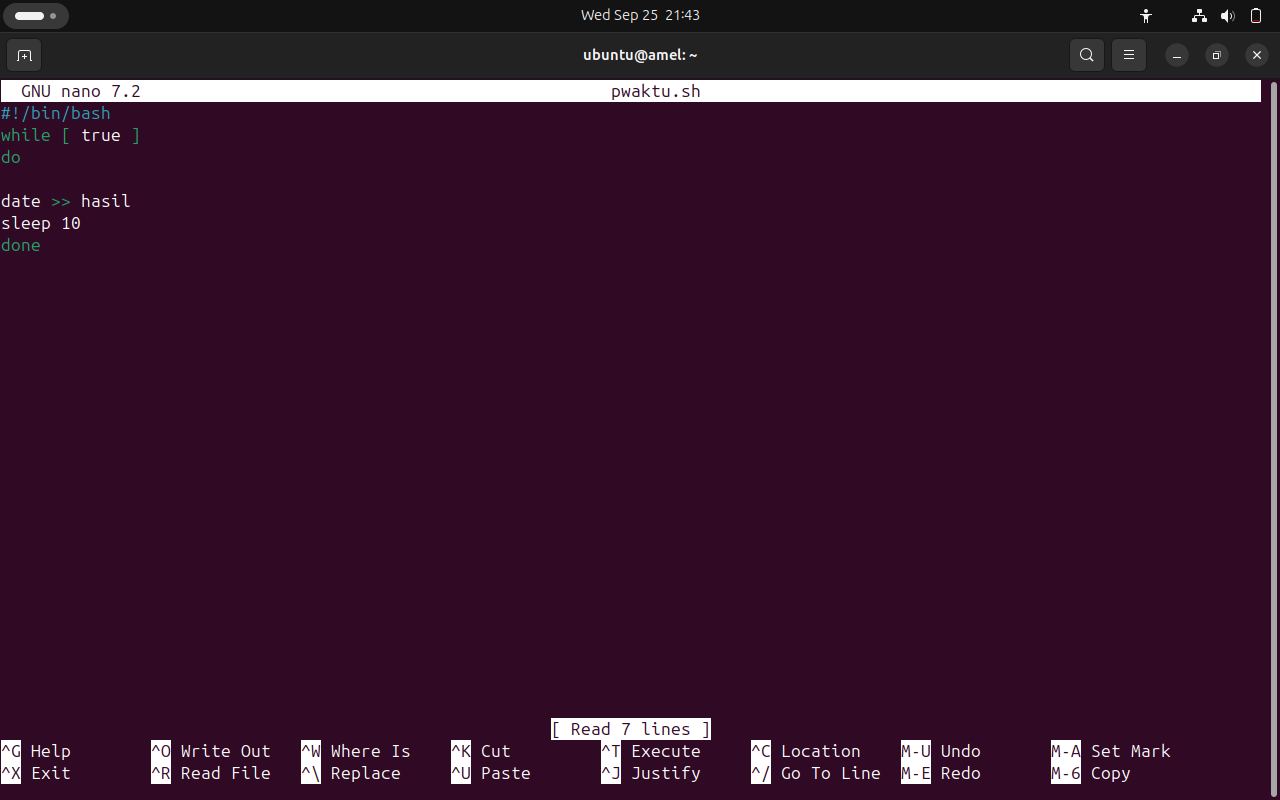 Wed Sep 25 21:43
ubuntu@amel: ~
GNU nano 7.2 pwaktu.sh
#!/bin/bash
while [ true ]
do
date >> hasil
sleep 10
done
[ Read 7 lines ]
^G Help ^O Write Out ^W Where Is ^K Cut ^T Execute ^C Location M-U Undo M-A Set Mark
^X Exit ^R Read File ^\ Replace ^U Paste ^J Justify ^/ Go To Line M-E Redo M-6 Copy